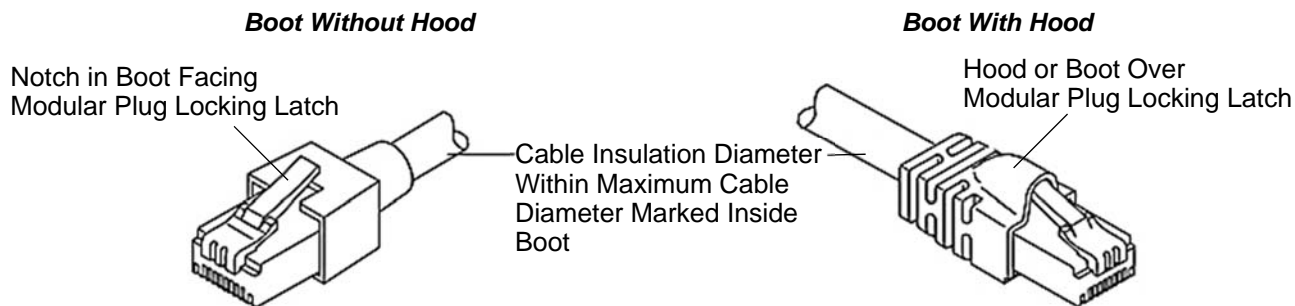 Boot Without Hood
Boot With Hood
Notch in Boot Facing
Modular Plug Locking Latch
Hood or Boot Over
Modular Plug Locking Latch
Cable Insulation Diameter
Within Maximum Cable
Diameter Marked Inside
Boot